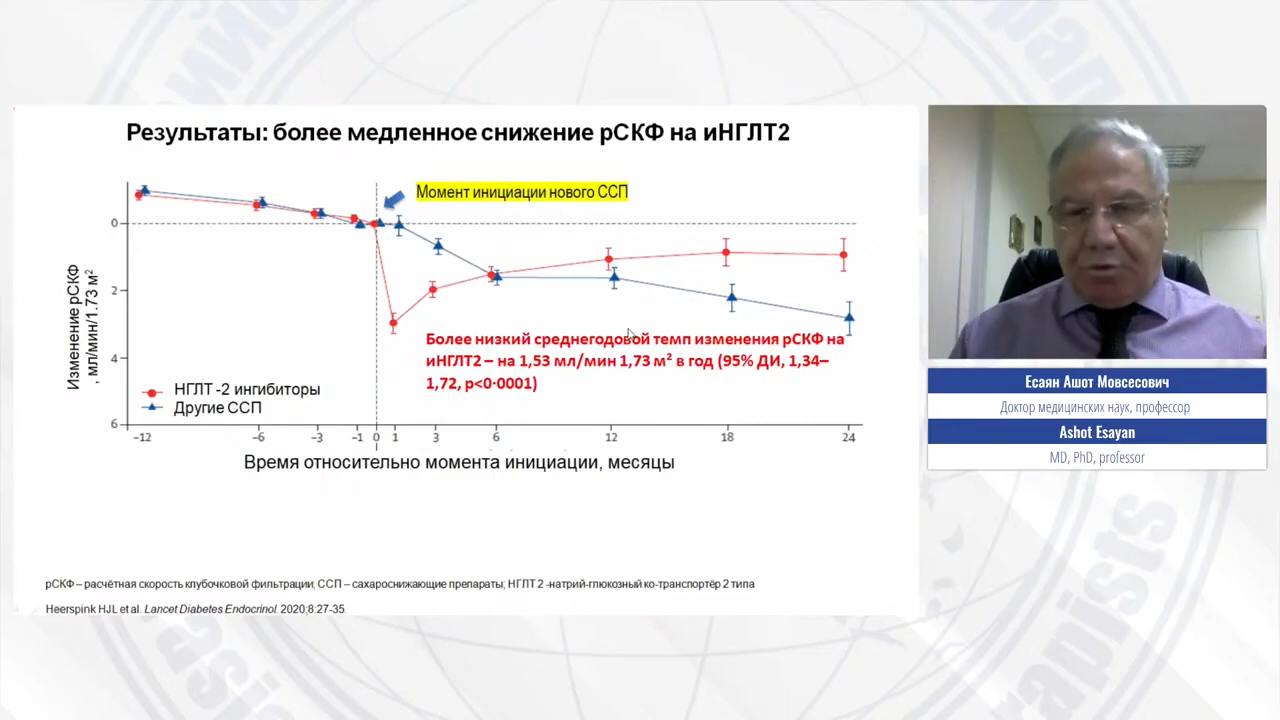 Результаты: более медленное снижение рСКФ на иНГЛТ2
Момент инициации нового ССП
Изменение рСКФ
, мл/мин/1.73 м²
0
2
4
6
Более низкий среднегодовой темп изменения рСКФ на
иНГЛТ2 – на 1,53 мл/мин 1,73 м² в год (95% ДИ, 1,34–
1,72, p<0·0001)
НГЛТ -2 ингибиторы
Другие ССП
–12 –6 –3 –1 0 1 3 6 12 18 24
Время относительно момента инициации, месяцы
рСКФ – расчётная скорость клубочковой фильтрации; ССП – сахароснижающие препараты; НГЛТ 2 -натрий-глюкозный ко-транспортёр 2 типа
Heerspink HJL et al. Lancet Diabetes Endocrinol. 2020;8:27-35.
Есаян Ашот Мовсесович
Доктор медицинских наук, профессор
Ashot Esayan
MD, PhD, professor